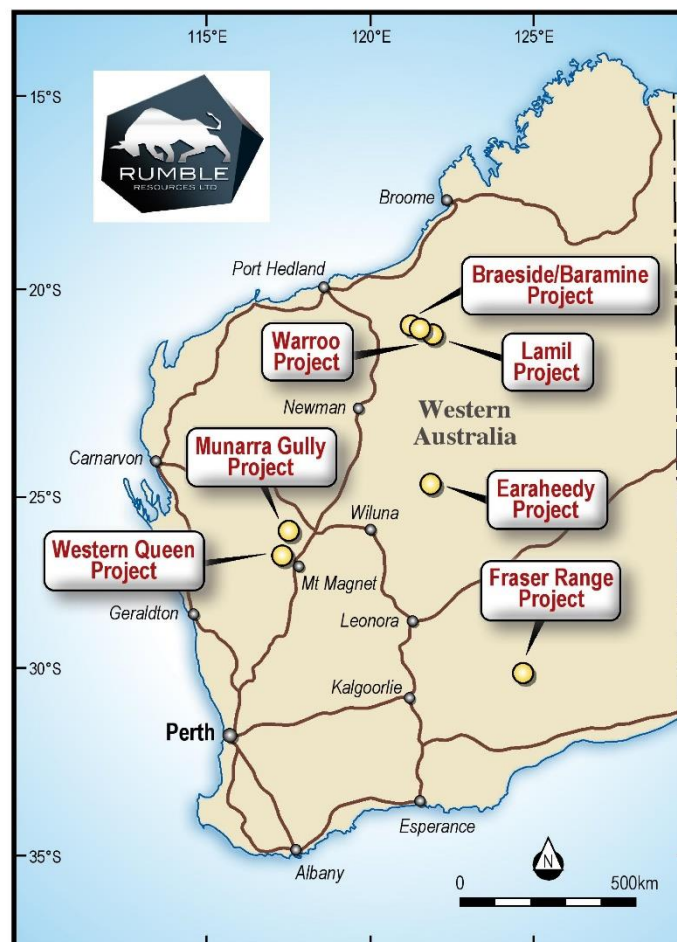 115°E
120°E
125°E
15°S
RUMBLE
RESOURCES LTD
Broome
Port Hedland
20°S
Braeside/Baramine
Project
Warroo
Project
Lamil
Project
Newman
Western
Australia
Munarra Gully
Project
Carnarvon
25°S
Earaheedy
Project
Wiluna
Western Queen
Project
Mt Magnet
Fraser Range
Project
Geraldton
Leonora
30°S
Kalgoorlie
Perth
Esperance
35°S
Albany
N
0
500km